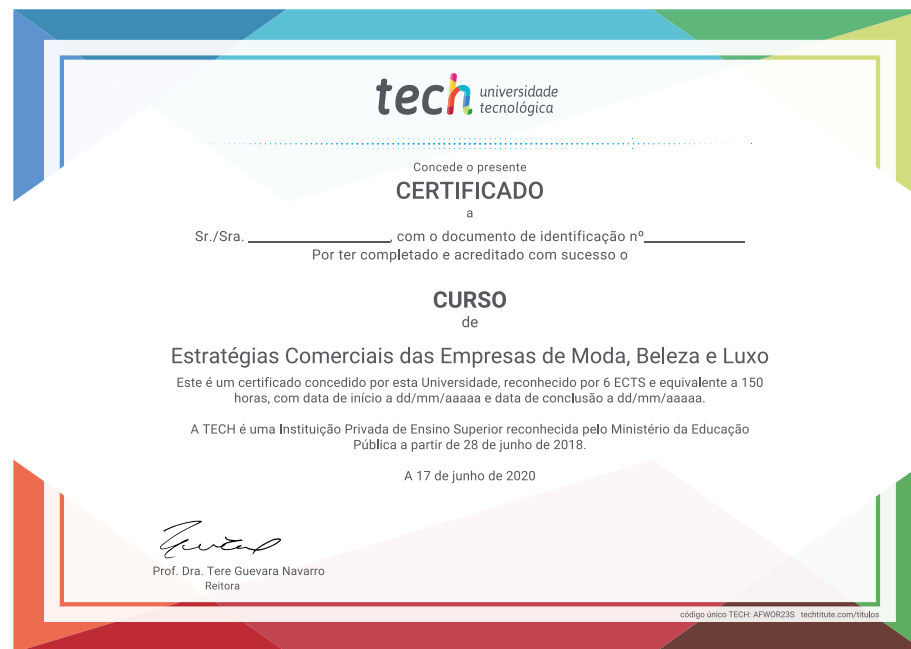 tech universidade
tecnológica
Concede o presente
CERTIFICADO
a
Sr./Sra. , com o documento de identificação nº
Por ter completado e acreditado com sucesso o
CURSO
de
Estratégias Comerciais das Empresas de Moda, Beleza e Luxo
Este é um certificado concedido por esta Universidade, reconhecido por 6 ECTS e equivalente a 150
horas, com data de início a dd/mm/aaaaa e data de conclusão a dd/mm/aaaaa.
A TECH é uma Instituição Privada de Ensino Superior reconhecida pelo Ministério da Educação
Pública a partir de 28 de junho de 2018.
A 17 de junho de 2020
Prof. Dra. Tere Guevara Navarro
Reitora
código único TECH: AFWOR23S techtitute.com/titulos